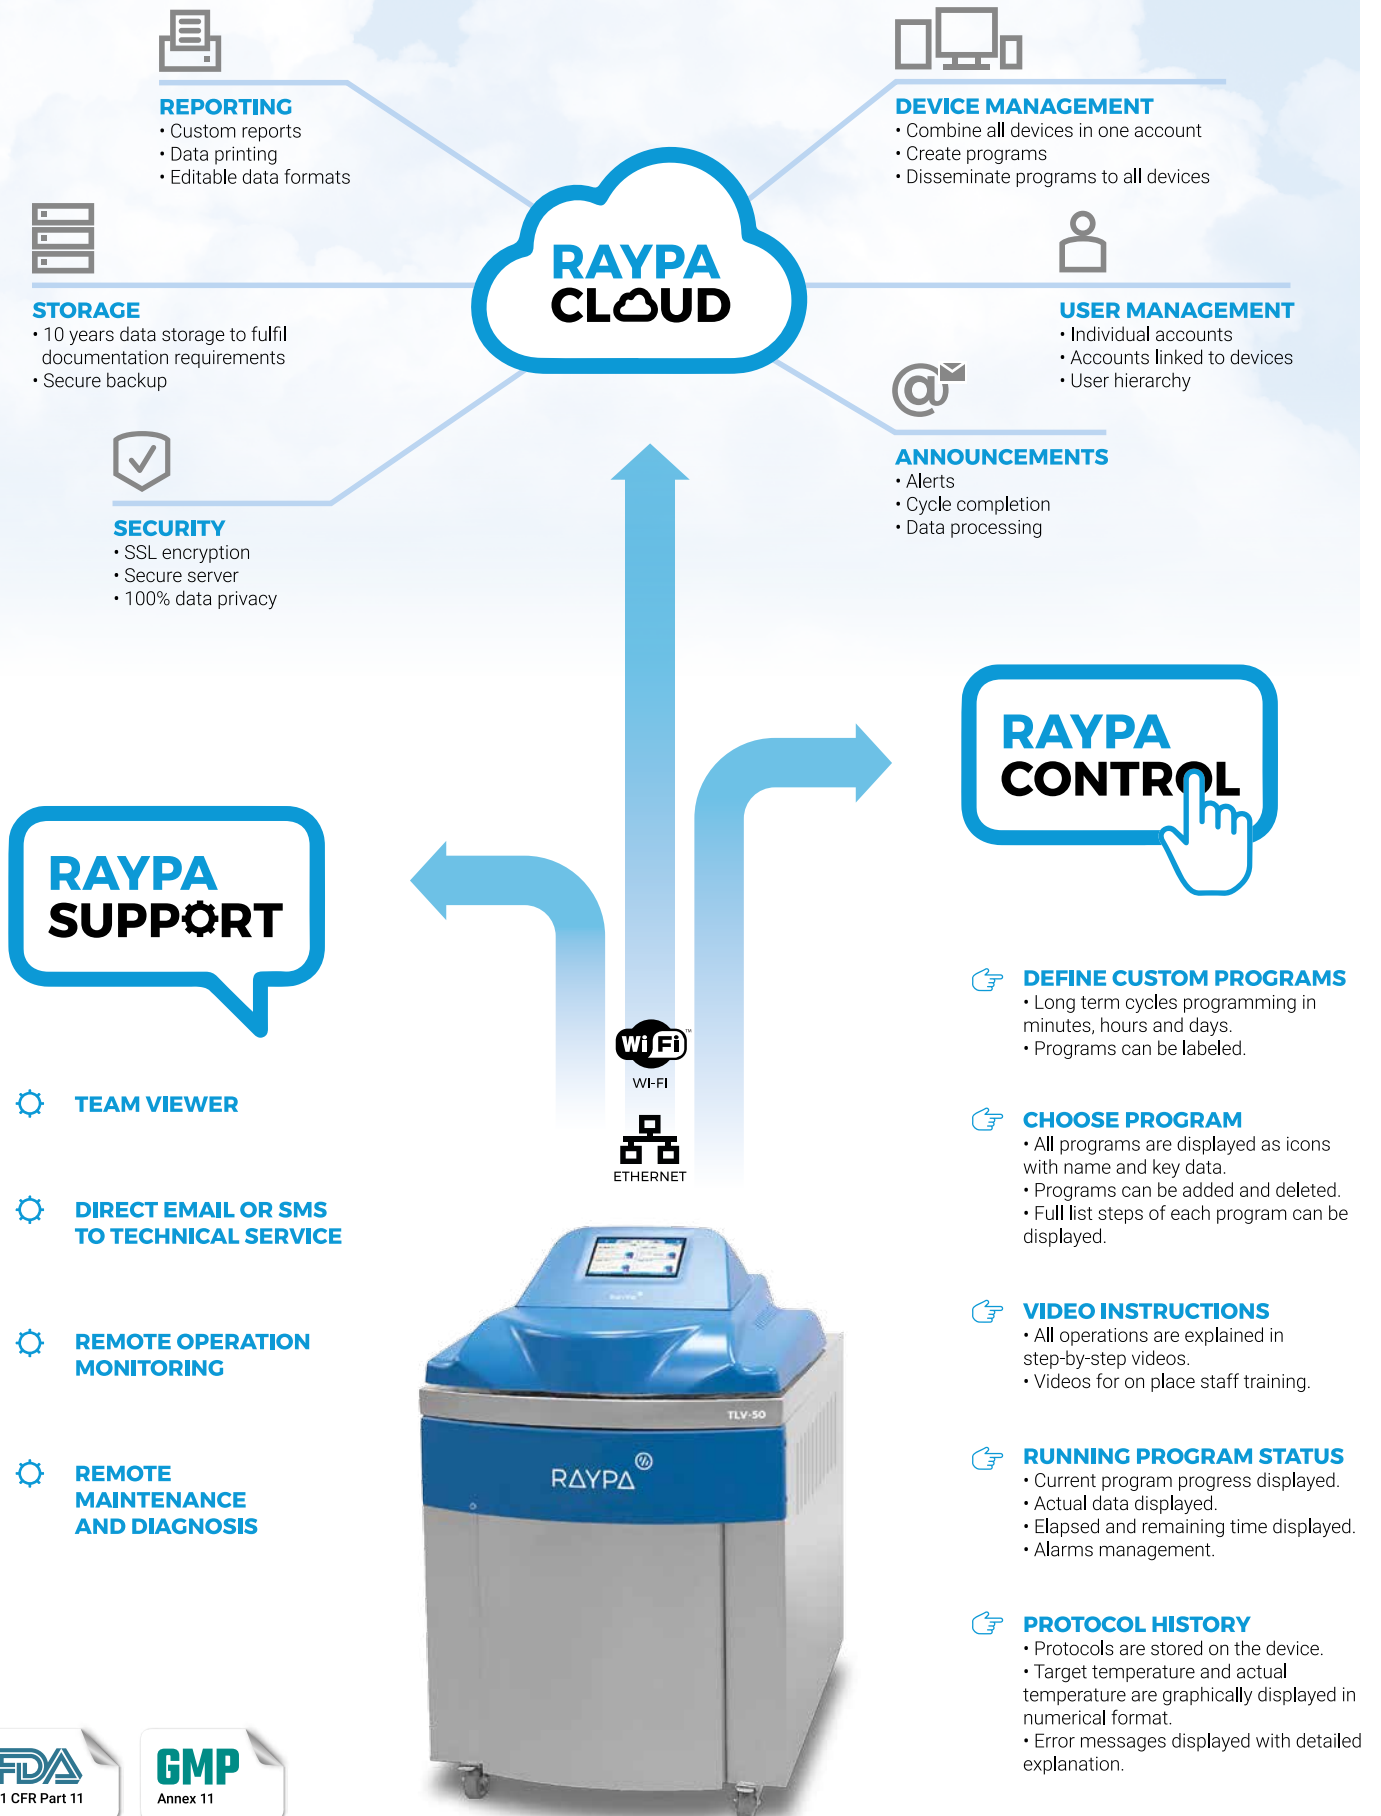 REPORTING
• Custom reports
• Data printing
• Editable data formats
DEVICE MANAGEMENT
• Combine all devices in one account
• Create programs
• Disseminate programs to all devices
RAYPA
CLOUD
STORAGE
• 10 years data storage to fulfil
documentation requirements
• Secure backup
USER MANAGEMENT
• Individual accounts
• Accounts linked to devices
• User hierarchy
@
ANNOUNCEMENTS
• Alerts
• Cycle completion
• Data processing
SECURITY
• SSL encryption
• Secure server
• 100% data privacy
RAYPA
CONTROL
RAYPA
SUPPORT
Wi Fi™
WI-FI
ETHERNET
TEAM VIEWER
DIRECT EMAIL OR SMS
TO TECHNICAL SERVICE
REMOTE OPERATION
MONITORING
REMOTE
MAINTENANCE
AND DIAGNOSIS
DEFINE CUSTOM PROGRAMS
• Long term cycles programming in
minutes, hours and days.
• Programs can be labeled.
CHOOSE PROGRAM
• All programs are displayed as icons
with name and key data.
• Programs can be added and deleted.
• Full list steps of each program can be
displayed.
VIDEO INSTRUCTIONS
• All operations are explained in
step-by-step videos.
• Videos for on place staff training.
RUNNING PROGRAM STATUS
• Current program progress displayed.
• Actual data displayed.
• Elapsed and remaining time displayed.
• Alarms management.
PROTOCOL HISTORY
• Protocols are stored on the device.
• Target temperature and actual
temperature are graphically displayed in
numerical format.
• Error messages displayed with detailed
explanation.
RAYPA
TLV-50
RAYPA
FDA
1 CFR Part 11
GMP
Annex 11